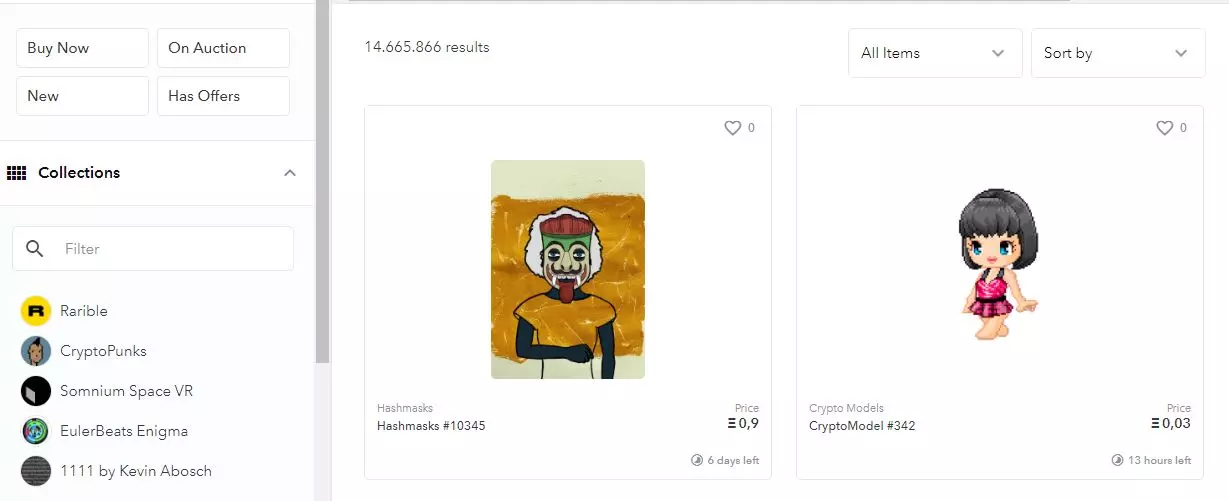 Buy Now
On Auction
New
Has Offers
Collections
Filter
R Rarible
CryptoPunks
Somnium Space VR
EulerBeats Enigma
1111 by Kevin Abosch
14.665.866 results
All Items
Sort by
0
Hashmasks
Price
Hashmasks #10345
Ξ 0,9
6 days left
0
Crypto Models
Price
CryptoModel #342
Ξ 0,03
13 hours left